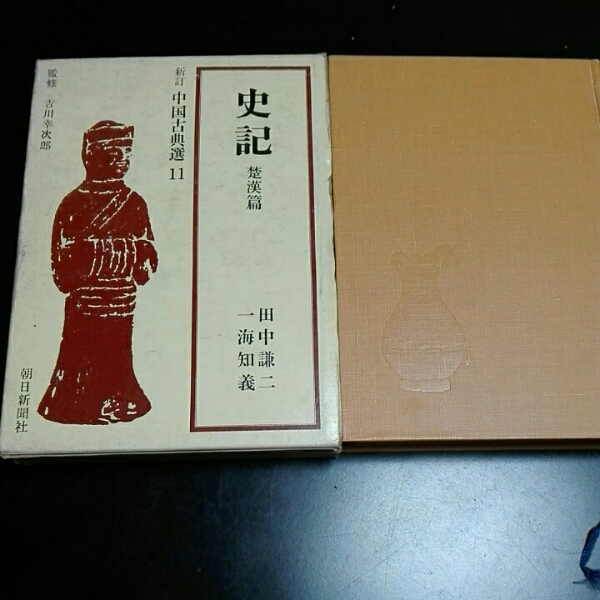 史記
楚漢篇
田中謙二
一海知義
新訂 中国古典選 11
監修 吉川幸次郎
朝日新聞社